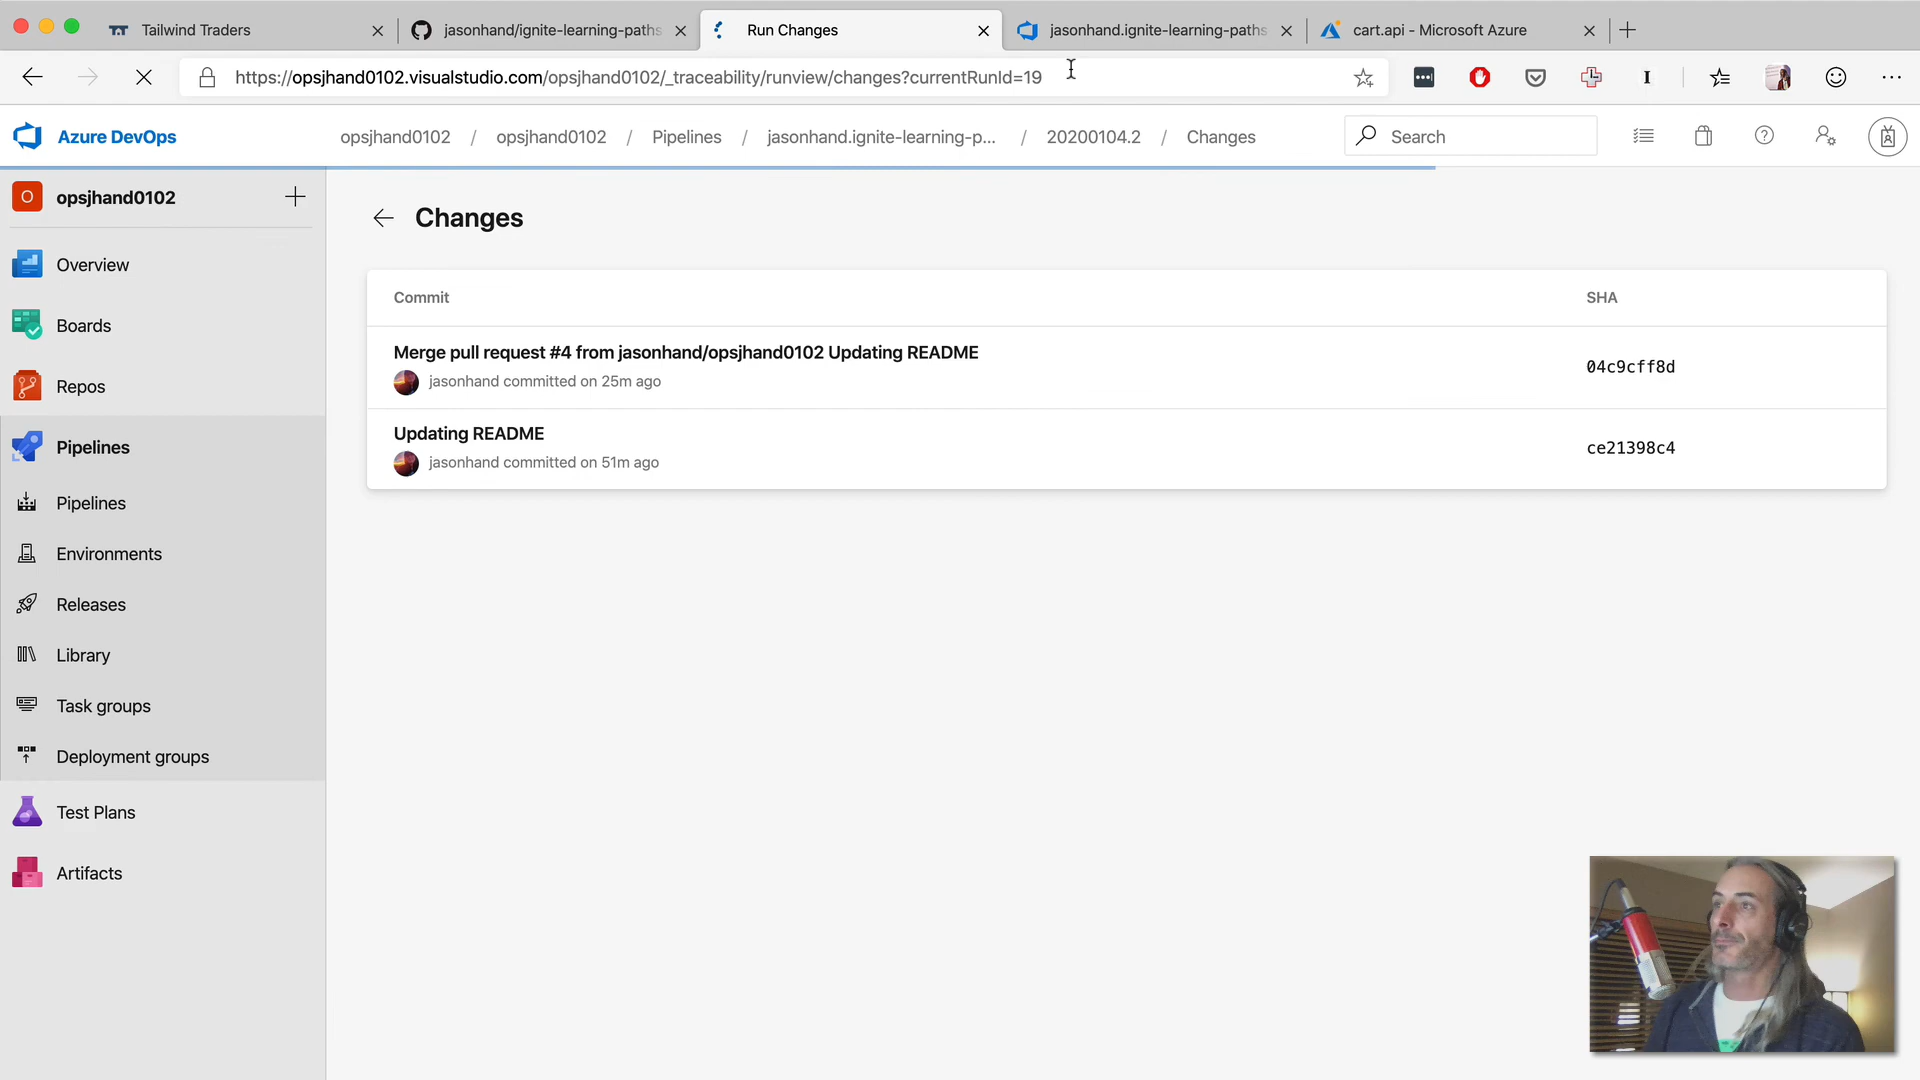 Tailwind Traders
jasonhand/ignite-learning-paths
Run Changes
jasonhand.ignite-learning-paths
cart.api - Microsoft Azure
https://opsjhand0102.visualstudio.com/opsjhand0102/_traceability/runview/changes?currentRunId=19
Azure DevOps
opsjhand0102 / opsjhand0102 / Pipelines / jasonhand.ignite-learning-p... / 20200104.2 / Changes
Search
O opsjhand0102
Overview
Boards
Repos
Pipelines
Pipelines
Environments
Releases
Library
Task groups
Deployment groups
Test Plans
Artifacts
Changes
Commit SHA
Merge pull request #4 from jasonhand/opsjhand0102 Updating README
jasonhand committed on 25m ago
04c9cff8d
Updating README
jasonhand committed on 51m ago
ce21398c4